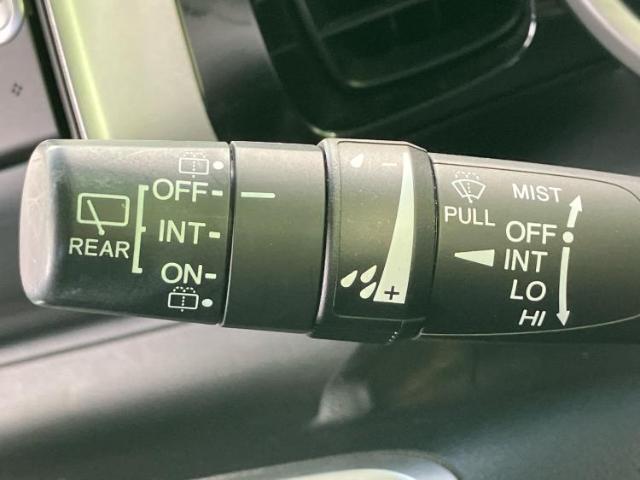 REAR
OFF
INT
ON
- +
PULL
MIST
OFF
INT
LO
HI